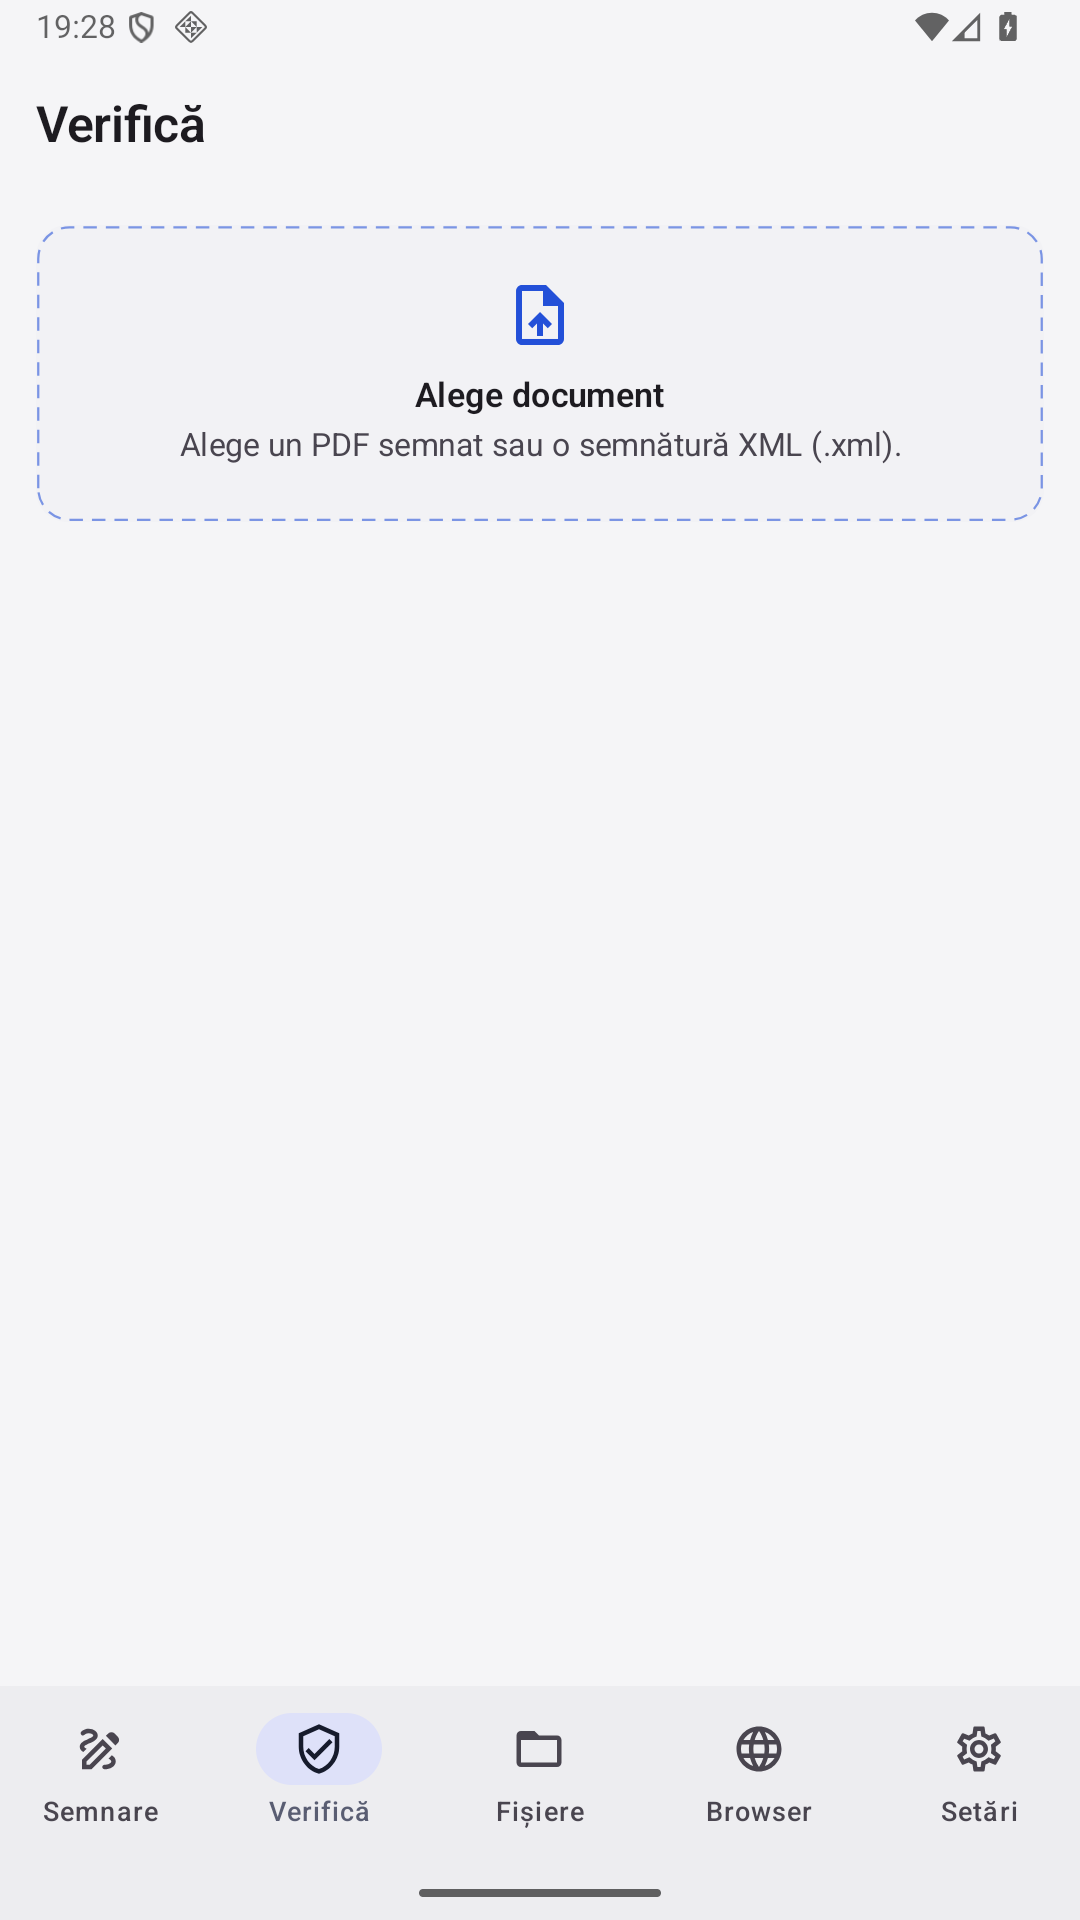 19:28
Verifică
Alege document
Alege un PDF semnat sau o semnătură XML (.xml).
Semnare
Verifică
Fișiere
Browser
Setări